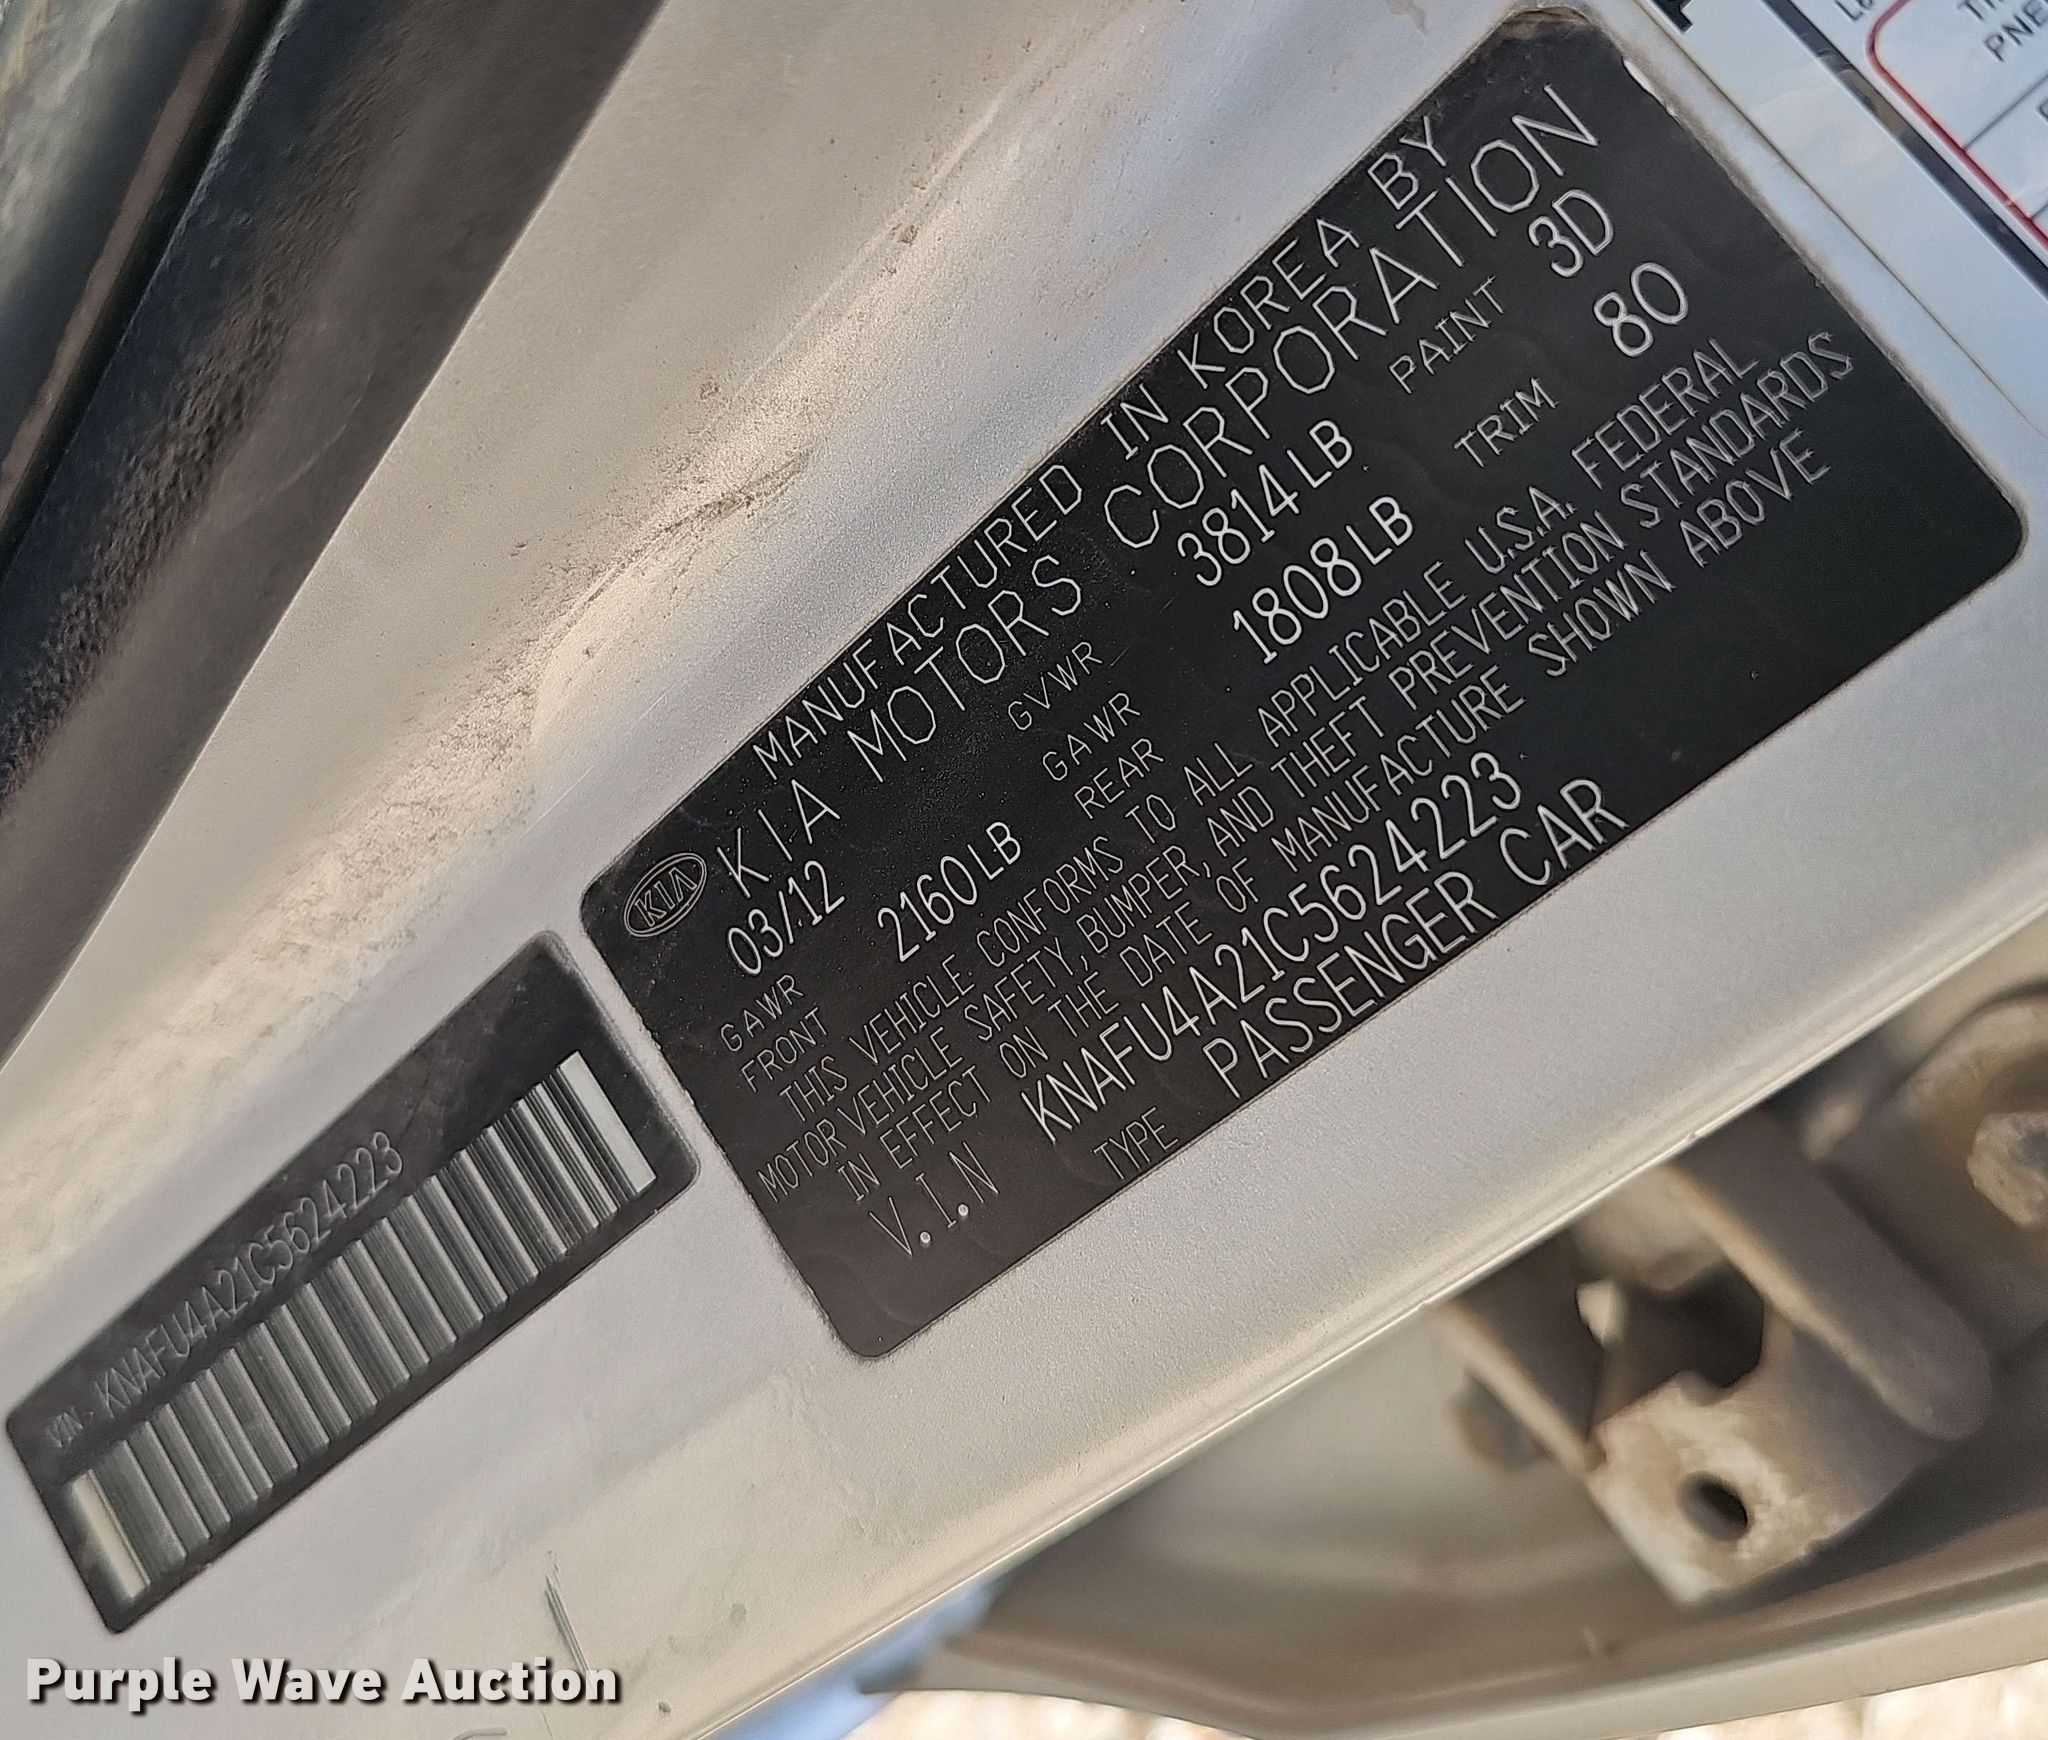 KIA
MANUFACTURED IN KOREA BY
KIA MOTORS CORPORATION
03/12 GVWR 3814LB PAINT 3D
GAWR FRONT 2160LB GAWR REAR 1808LB TRIM 80
THIS VEHICLE CONFORMS TO ALL APPLICABLE U.S.A. FEDERAL
MOTOR VEHICLE SAFETY, BUMPER, AND THEFT PREVENTION STANDARDS
IN EFFECT ON THE DATE OF MANUFACTURE SHOWN ABOVE
V.I.N KNAFU4A21C5624223
TYPE PASSENGER CAR
VIN: KNAFU4A21C5624223
Purple Wave Auction